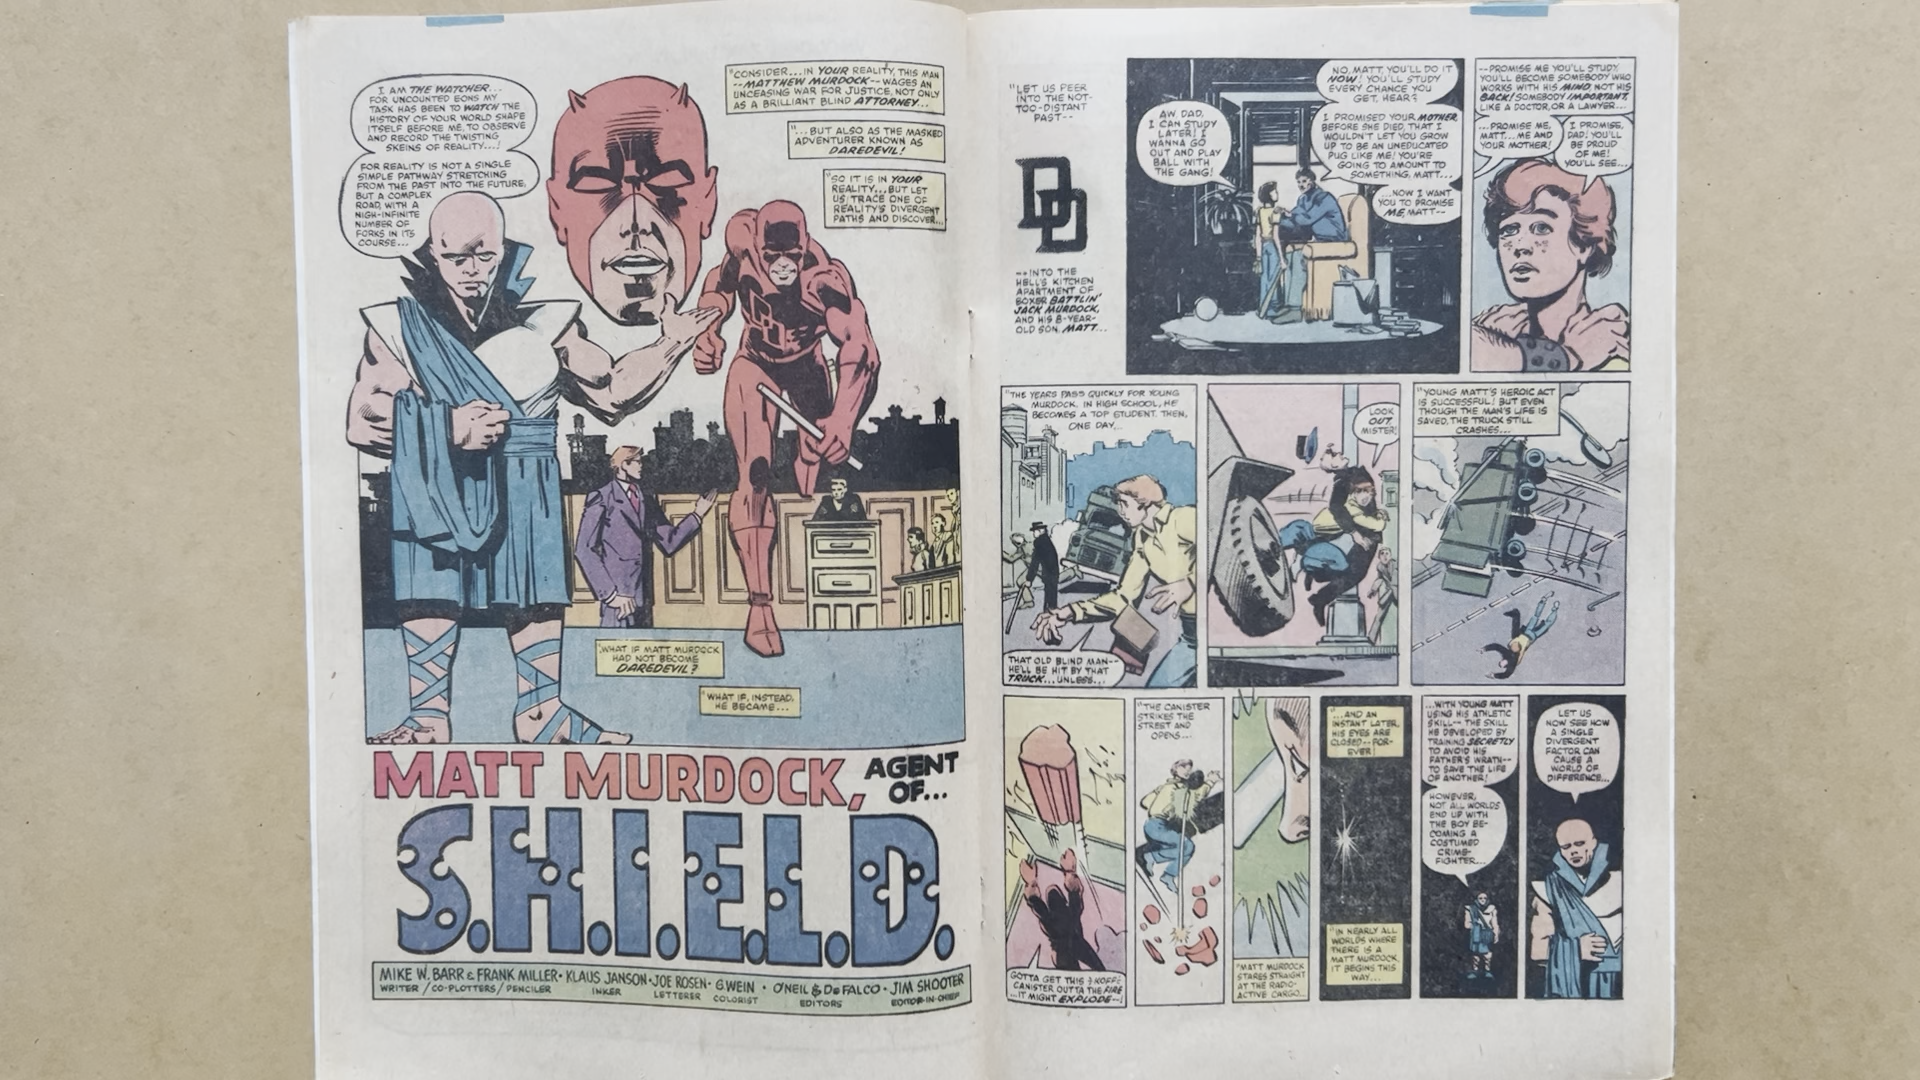 I AM THE WATCHER...
FOR UNCOUNTED EONS MY
TASK HAS BEEN TO WATCH THE
HISTORY OF YOUR WORLD SHAPE
ITSELF BEFORE ME, TO OBSERVE
AND RECORD THE TWISTING
SKEINS OF REALITY...!
FOR REALITY IS NOT A SINGLE
SIMPLE PATHWAY STRETCHING
FROM THE PAST INTO THE FUTURE,
BUT A COMPLEX
ROAD, WITH A
NIGH-INFINITE
NUMBER OF
FORKS IN ITS
COURSE...
"CONSIDER...IN YOUR REALITY, THIS MAN
--MATTHEW MURDOCK--WAGES AN
UNCEASING WAR FOR JUSTICE, NOT ONLY
AS A BRILLIANT BLIND ATTORNEY...
"...BUT ALSO AS THE MASKED
ADVENTURER KNOWN AS
DAREDEVIL!
"SO IT IS IN YOUR
REALITY...BUT LET
US TRACE ONE OF
REALITY'S DIVERGENT
PATHS AND DISCOVER...
"WHAT IF MATT MURDOCK
HAD NOT BECOME
DAREDEVIL?
"WHAT IF, INSTEAD,
HE BECAME...
MATT MURDOCK, AGENT OF...
S.H.I.E.L.D.
MIKE W. BARR & FRANK MILLER • KLAUS JANSON • JOE ROSEN • G. WEIN • O'NEIL & DeFALCO • JIM SHOOTER
WRITER / CO-PLOTTERS / PENCILER INKER LETTERER COLORIST EDITORS EDITOR-IN-CHIEF
"LET US PEER
INTO THE NOT-
TOO-DISTANT
PAST--
DD
--INTO THE
HELL'S KITCHEN
APARTMENT OF
BOXER BATTLIN'
JACK MURDOCK,
AND HIS 8-YEAR-
OLD SON, MATT...
AW, DAD,
I CAN STUDY
LATER! I
WANNA GO
OUT AND PLAY
BALL WITH
THE GANG!
NO, MATT, YOU'LL DO IT
NOW! YOU'LL STUDY
EVERY CHANCE YOU
GET, HEAR?
I PROMISED YOUR MOTHER,
BEFORE SHE DIED, THAT I
WOULDN'T LET YOU GROW
UP TO BE AN UNEDUCATED
PUG LIKE ME! YOU'RE
GOING TO AMOUNT TO
SOMETHING, MATT...
...NOW I WANT
YOU TO PROMISE
ME, MATT--
--PROMISE ME YOU'LL STUDY.
YOU'LL BECOME SOMEBODY WHO
WORKS WITH HIS MIND, NOT HIS
BACK! SOMEBODY IMPORTANT,
LIKE A DOCTOR, OR A LAWYER...
...PROMISE ME,
MATT...ME AND
YOUR MOTHER!
I PROMISE,
DAD! YOU'LL
BE PROUD
OF ME!
YOU'LL SEE...
"THE YEARS PASS QUICKLY FOR YOUNG
MURDOCK. IN HIGH SCHOOL, HE
BECOMES A TOP STUDENT. THEN,
ONE DAY...
THAT OLD BLIND MAN--
HE'LL BE HIT BY THAT
TRUCK...UNLESS...
LOOK
OUT,
MISTER!
"YOUNG MATT'S HEROIC ACT
IS SUCCESSFUL! BUT EVEN
THOUGH THE MAN'S LIFE IS
SAVED, THE TRUCK STILL
CRASHES...
GOTTA GET THIS ¿KOFF?
CANISTER OUTTA THE FIRE
...IT MIGHT EXPLODE--!
"THE CANISTER
STRIKES THE
STREET AND
OPENS...
"MATT MURDOCK
STARES STRAIGHT
AT THE RADIO-
ACTIVE CARGO...
"...AND AN
INSTANT LATER,
HIS EYES ARE
CLOSED--FOR-
EVER!
"IN NEARLY ALL
WORLDS WHERE
THERE IS A
MATT MURDOCK,
IT BEGINS THIS
WAY...
...WITH YOUNG MATT
USING HIS ATHLETIC
SKILL--THE SKILL
HE DEVELOPED BY
TRAINING SECRETLY
TO AVOID HIS
FATHER'S WRATH--
TO SAVE THE LIFE
OF ANOTHER!
HOWEVER,
NOT ALL WORLDS
END UP WITH
THE BOY BE-
COMING A
COSTUMED
CRIME-
FIGHTER...
LET US
NOW SEE HOW
A SINGLE
DIVERGENT
FACTOR CAN
CAUSE A
WORLD OF
DIFFERENCE...